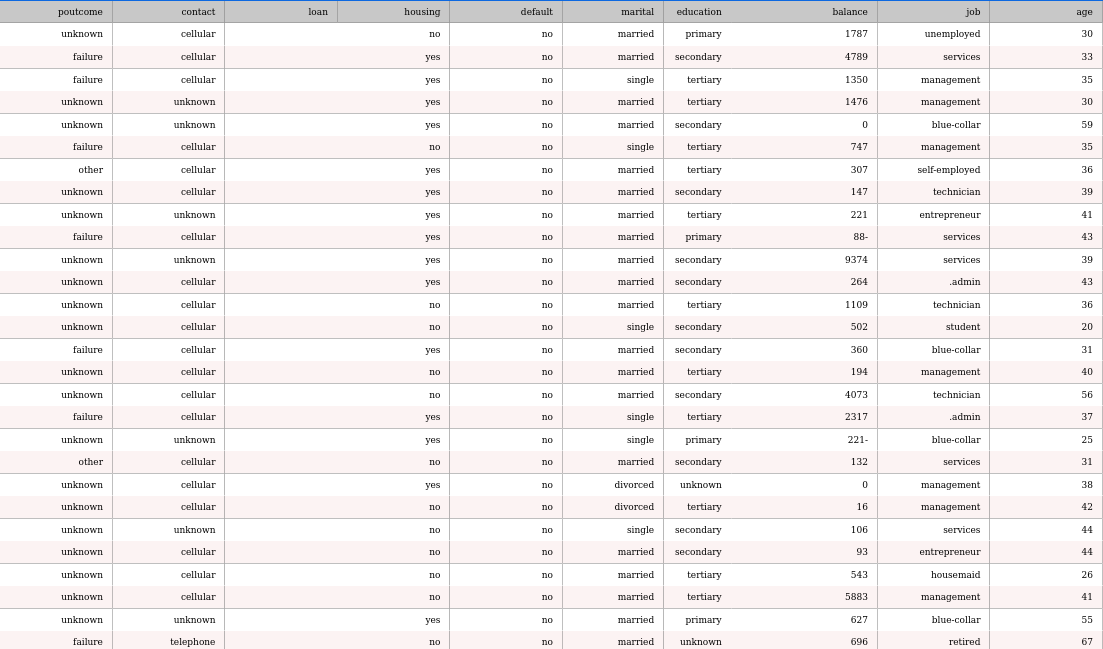 poutcome contact loan housing default marital education balance job age
unknown cellular no no married primary 1787 unemployed 30
failure cellular yes no married secondary 4789 services 33
failure cellular yes no single tertiary 1350 management 35
unknown unknown yes no married tertiary 1476 management 30
unknown unknown yes no married secondary 0 blue-collar 59
failure cellular no no single tertiary 747 management 35
other cellular yes no married tertiary 307 self-employed 36
unknown cellular yes no married secondary 147 technician 39
unknown unknown yes no married tertiary 221 entrepreneur 41
failure cellular yes no married primary 88- services 43
unknown unknown yes no married secondary 9374 services 39
unknown cellular yes no married secondary 264 .admin 43
unknown cellular no no married tertiary 1109 technician 36
unknown cellular no no single secondary 502 student 20
failure cellular yes no married secondary 360 blue-collar 31
unknown cellular no no married tertiary 194 management 40
unknown cellular no no married secondary 4073 technician 56
failure cellular yes no single tertiary 2317 .admin 37
unknown unknown yes no single primary 221- blue-collar 25
other cellular no no married secondary 132 services 31
unknown cellular yes no divorced unknown 0 management 38
unknown cellular no no divorced tertiary 16 management 42
unknown unknown no no single secondary 106 services 44
unknown cellular no no married secondary 93 entrepreneur 44
unknown cellular no no married tertiary 543 housemaid 26
unknown cellular no no married tertiary 5883 management 41
unknown unknown yes no married primary 627 blue-collar 55
failure telephone no no married unknown 696 retired 67